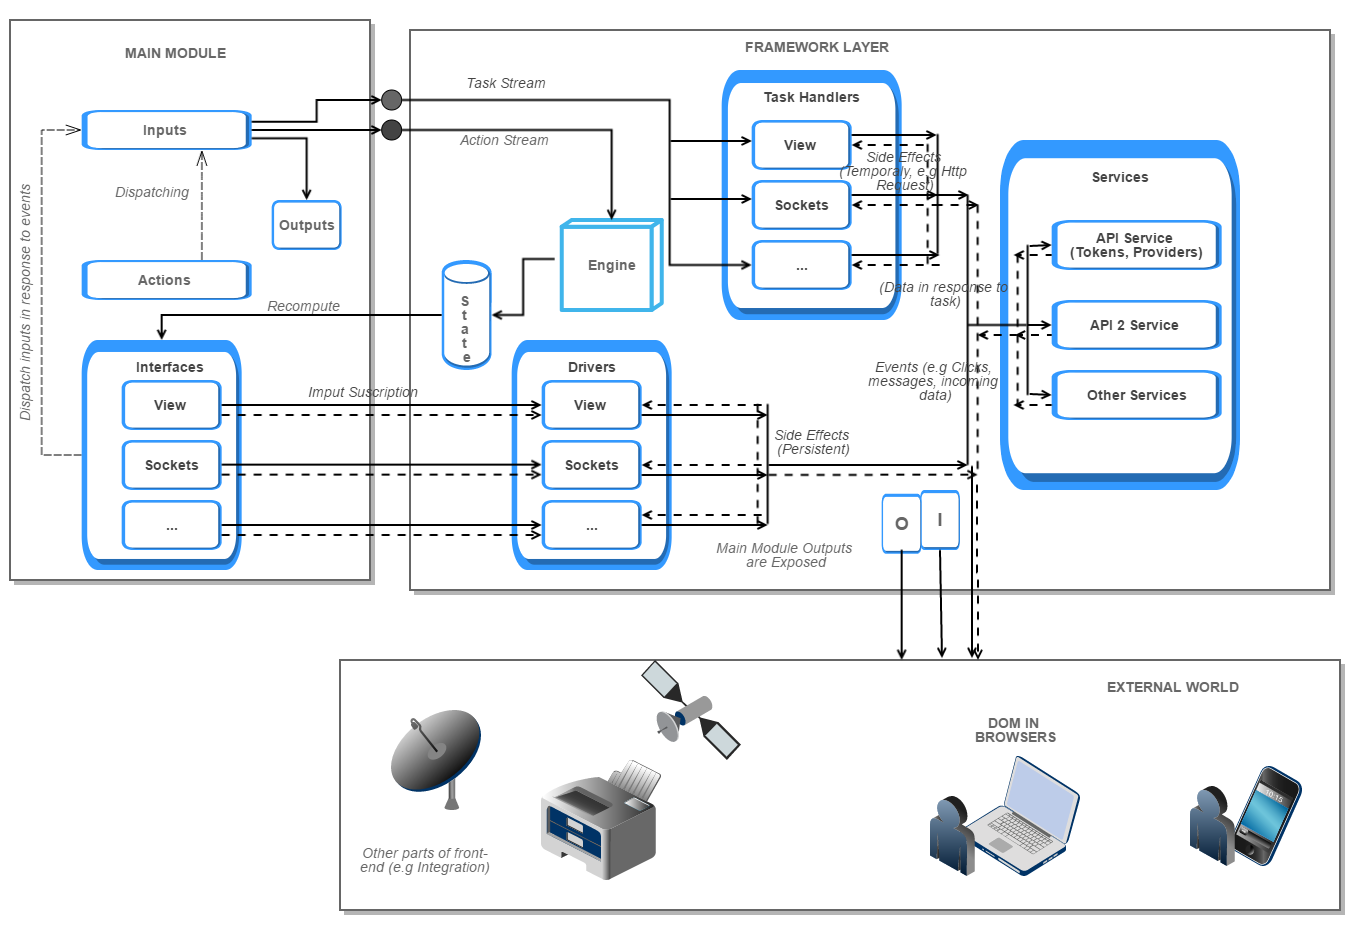 MAIN MODULE
Inputs
Dispatching
Outputs
Actions
Dispatch inputs in response to events
Recompute
Interfaces
View
Sockets
...
Imput Suscription
FRAMEWORK LAYER
Task Stream
Action Stream
Engine
S
t
a
t
e
Task Handlers
View
Sockets
...
Side Effects
(Temporaly, e.g Http
Request)
(Data in response to
task)
Services
API Service
(Tokens, Providers)
API 2 Service
Other Services
Events (e.g Clicks,
messages, incoming
data)
Drivers
View
Sockets
...
Side Effects
(Persistent)
Main Module Outputs
are Exposed
O
I
EXTERNAL WORLD
DOM IN
BROWSERS
10:15
Other parts of front-
end (e.g Integration)